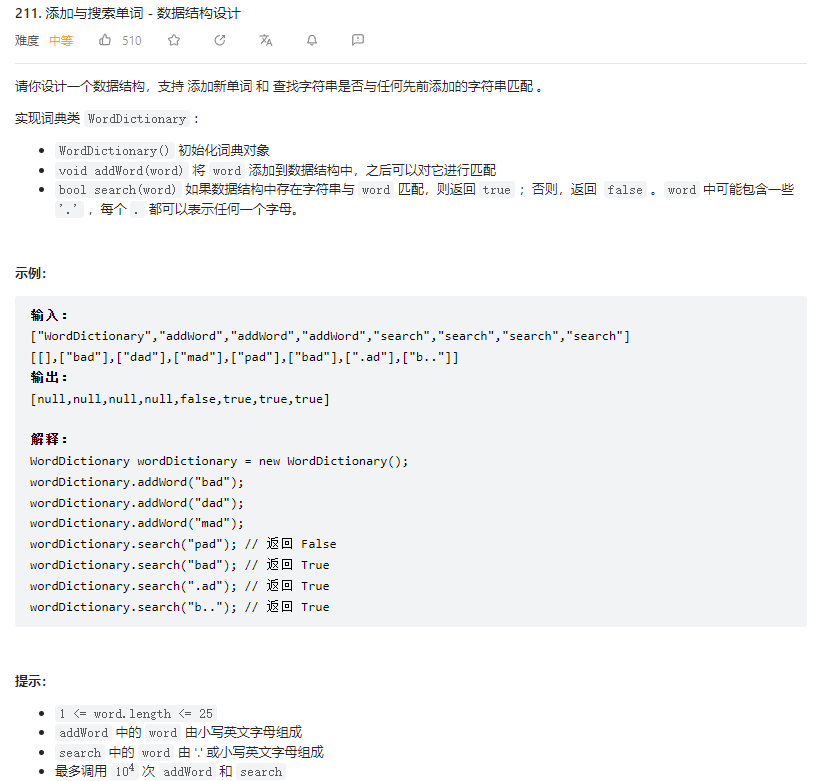 211. 添加与搜索单词 - 数据结构设计
难度 中等 510
请你设计一个数据结构，支持 添加新单词 和 查找字符串是否与任何先前添加的字符串匹配 。
实现词典类 WordDictionary ：
WordDictionary() 初始化词典对象
void addWord(word) 将 word 添加到数据结构中，之后可以对它进行匹配
bool search(word) 如果数据结构中存在字符串与 word 匹配，则返回 true ；否则，返回 false 。word 中可能包含一些
'.' ，每个 . 都可以表示任何一个字母。
示例：
输入：
["WordDictionary","addWord","addWord","addWord","search","search","search","search"]
[[],["bad"],["dad"],["mad"],["pad"],["bad"],[".ad"],["b.."]]
输出：
[null,null,null,null,false,true,true,true]
解释：
WordDictionary wordDictionary = new WordDictionary();
wordDictionary.addWord("bad");
wordDictionary.addWord("dad");
wordDictionary.addWord("mad");
wordDictionary.search("pad"); // 返回 False
wordDictionary.search("bad"); // 返回 True
wordDictionary.search(".ad"); // 返回 True
wordDictionary.search("b.."); // 返回 True
提示：
1 <= word.length <= 25
addWord 中的 word 由小写英文字母组成
search 中的 word 由 '.' 或小写英文字母组成
最多调用 10⁴ 次 addWord 和 search